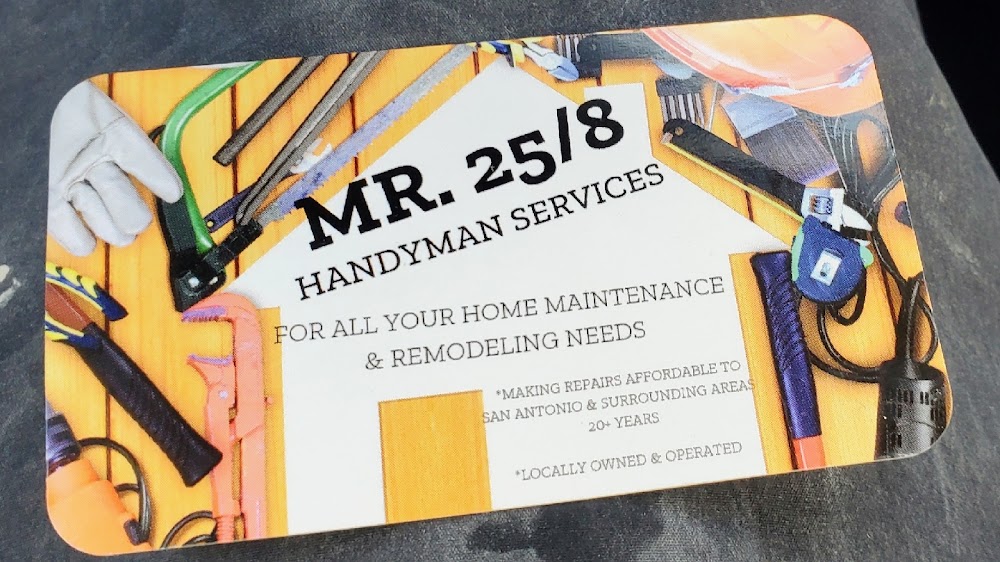 MR. 25/8
HANDYMAN SERVICES
FOR ALL YOUR HOME MAINTENANCE
& REMODELING NEEDS
*MAKING REPAIRS AFFORDABLE TO
SAN ANTONIO & SURROUNDING AREAS
20+ YEARS
*LOCALLY OWNED & OPERATED